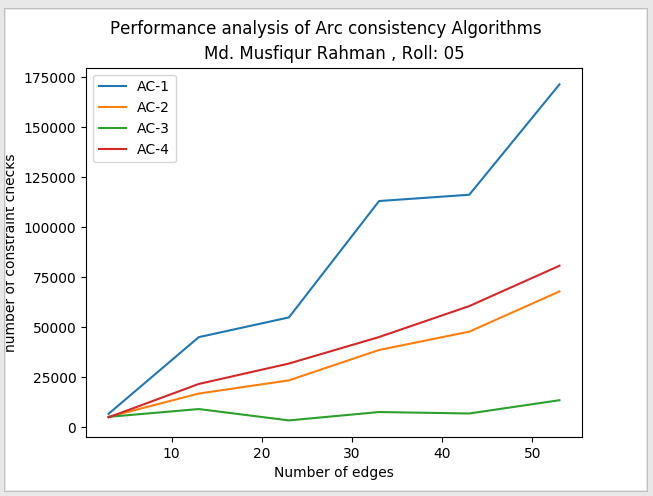 Performance analysis of Arc consistency Algorithms
Md. Musfiqur Rahman , Roll: 05
AC-1
AC-2
AC-3
AC-4
175000
150000
125000
100000
75000
50000
25000
0
number of constraint checks
10 20 30 40 50
Number of edges